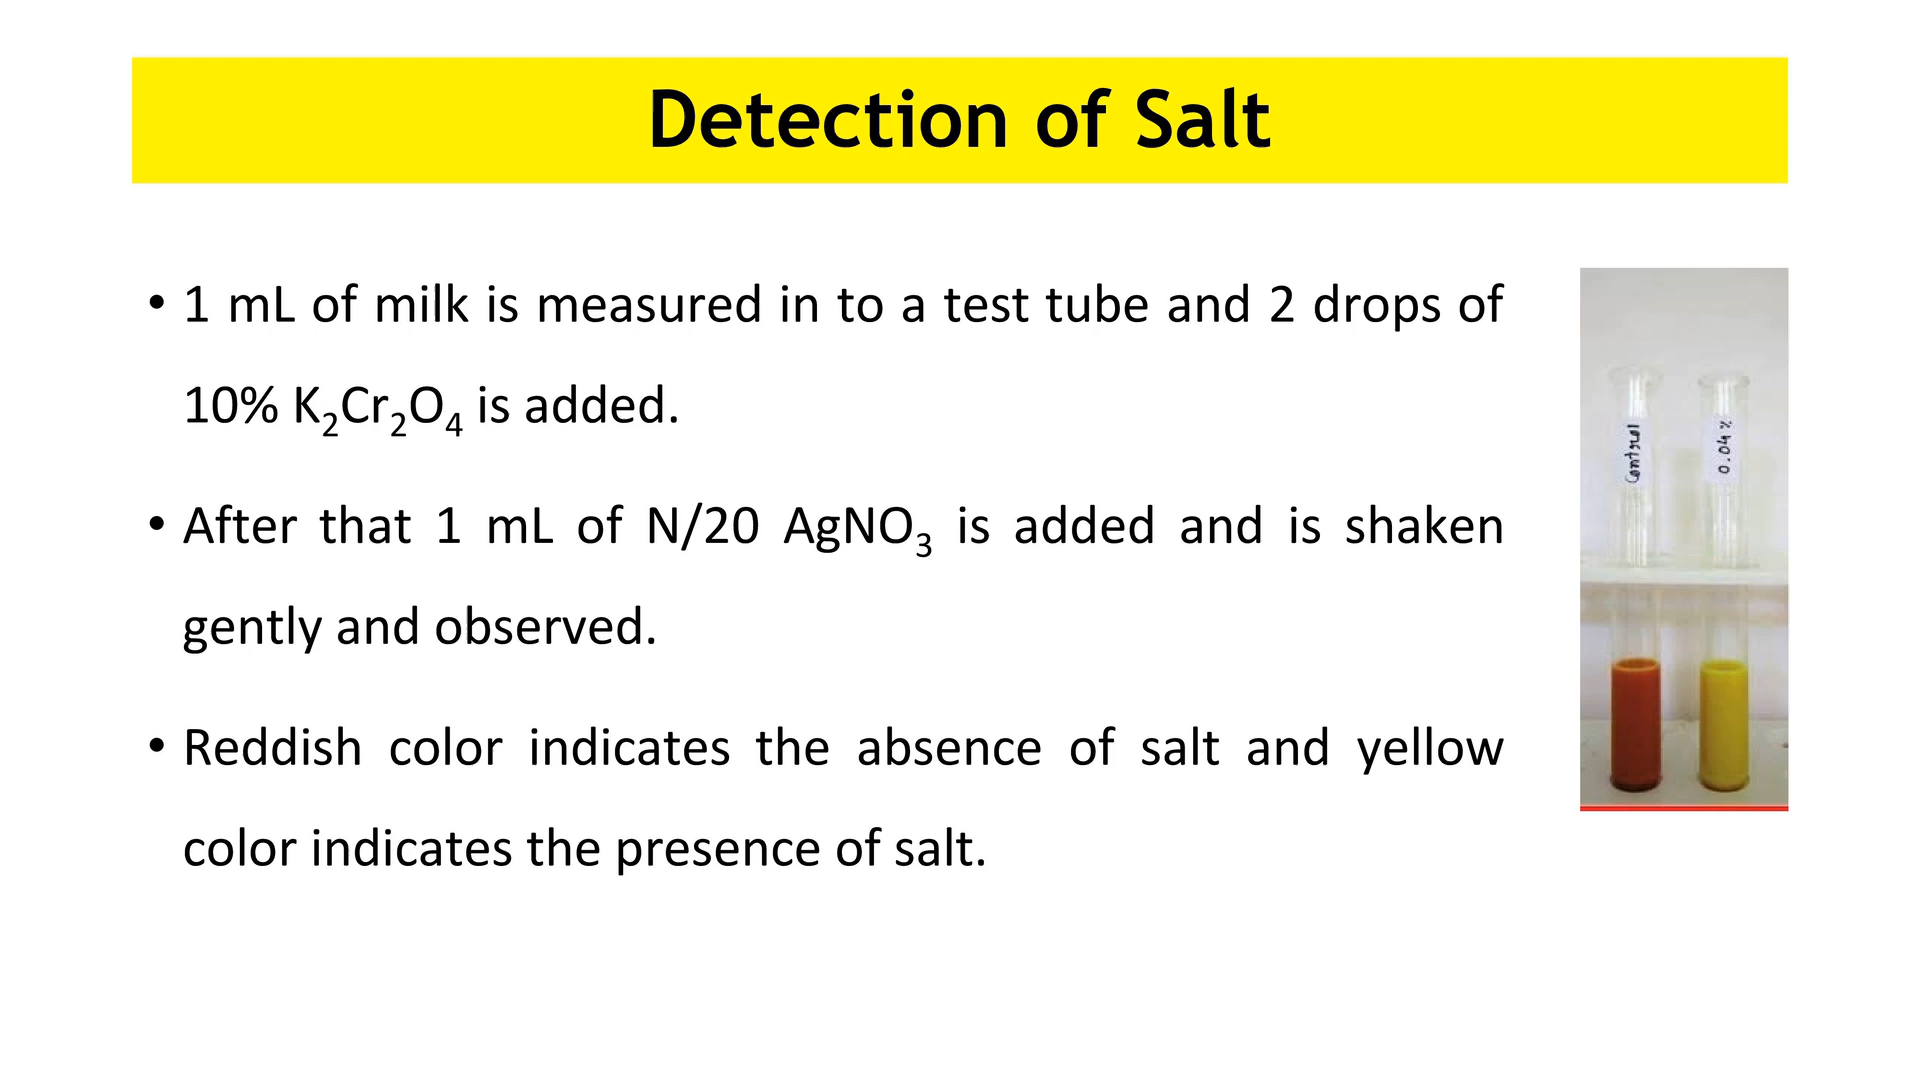 Detection of Salt
• 1 mL of milk is measured in to a test tube and 2 drops of
10% K₂Cr₂O₄ is added.
• After that 1 mL of N/20 AgNO₃ is added and is shaken
gently and observed.
• Reddish color indicates the absence of salt and yellow
color indicates the presence of salt.
Control
0.04%